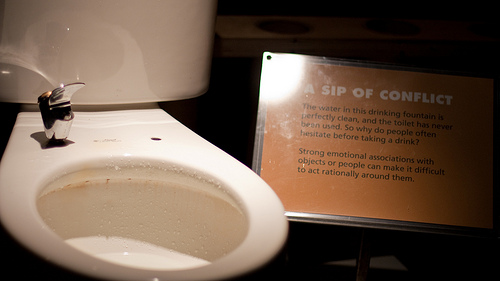 A SIP OF CONFLICT
The water in this drinking fountain is
perfectly clean, and the toilet has never
been used. So why do people often
hesitate before taking a drink?
Strong emotional associations with
objects or people can make it difficult
to act rationally around them.